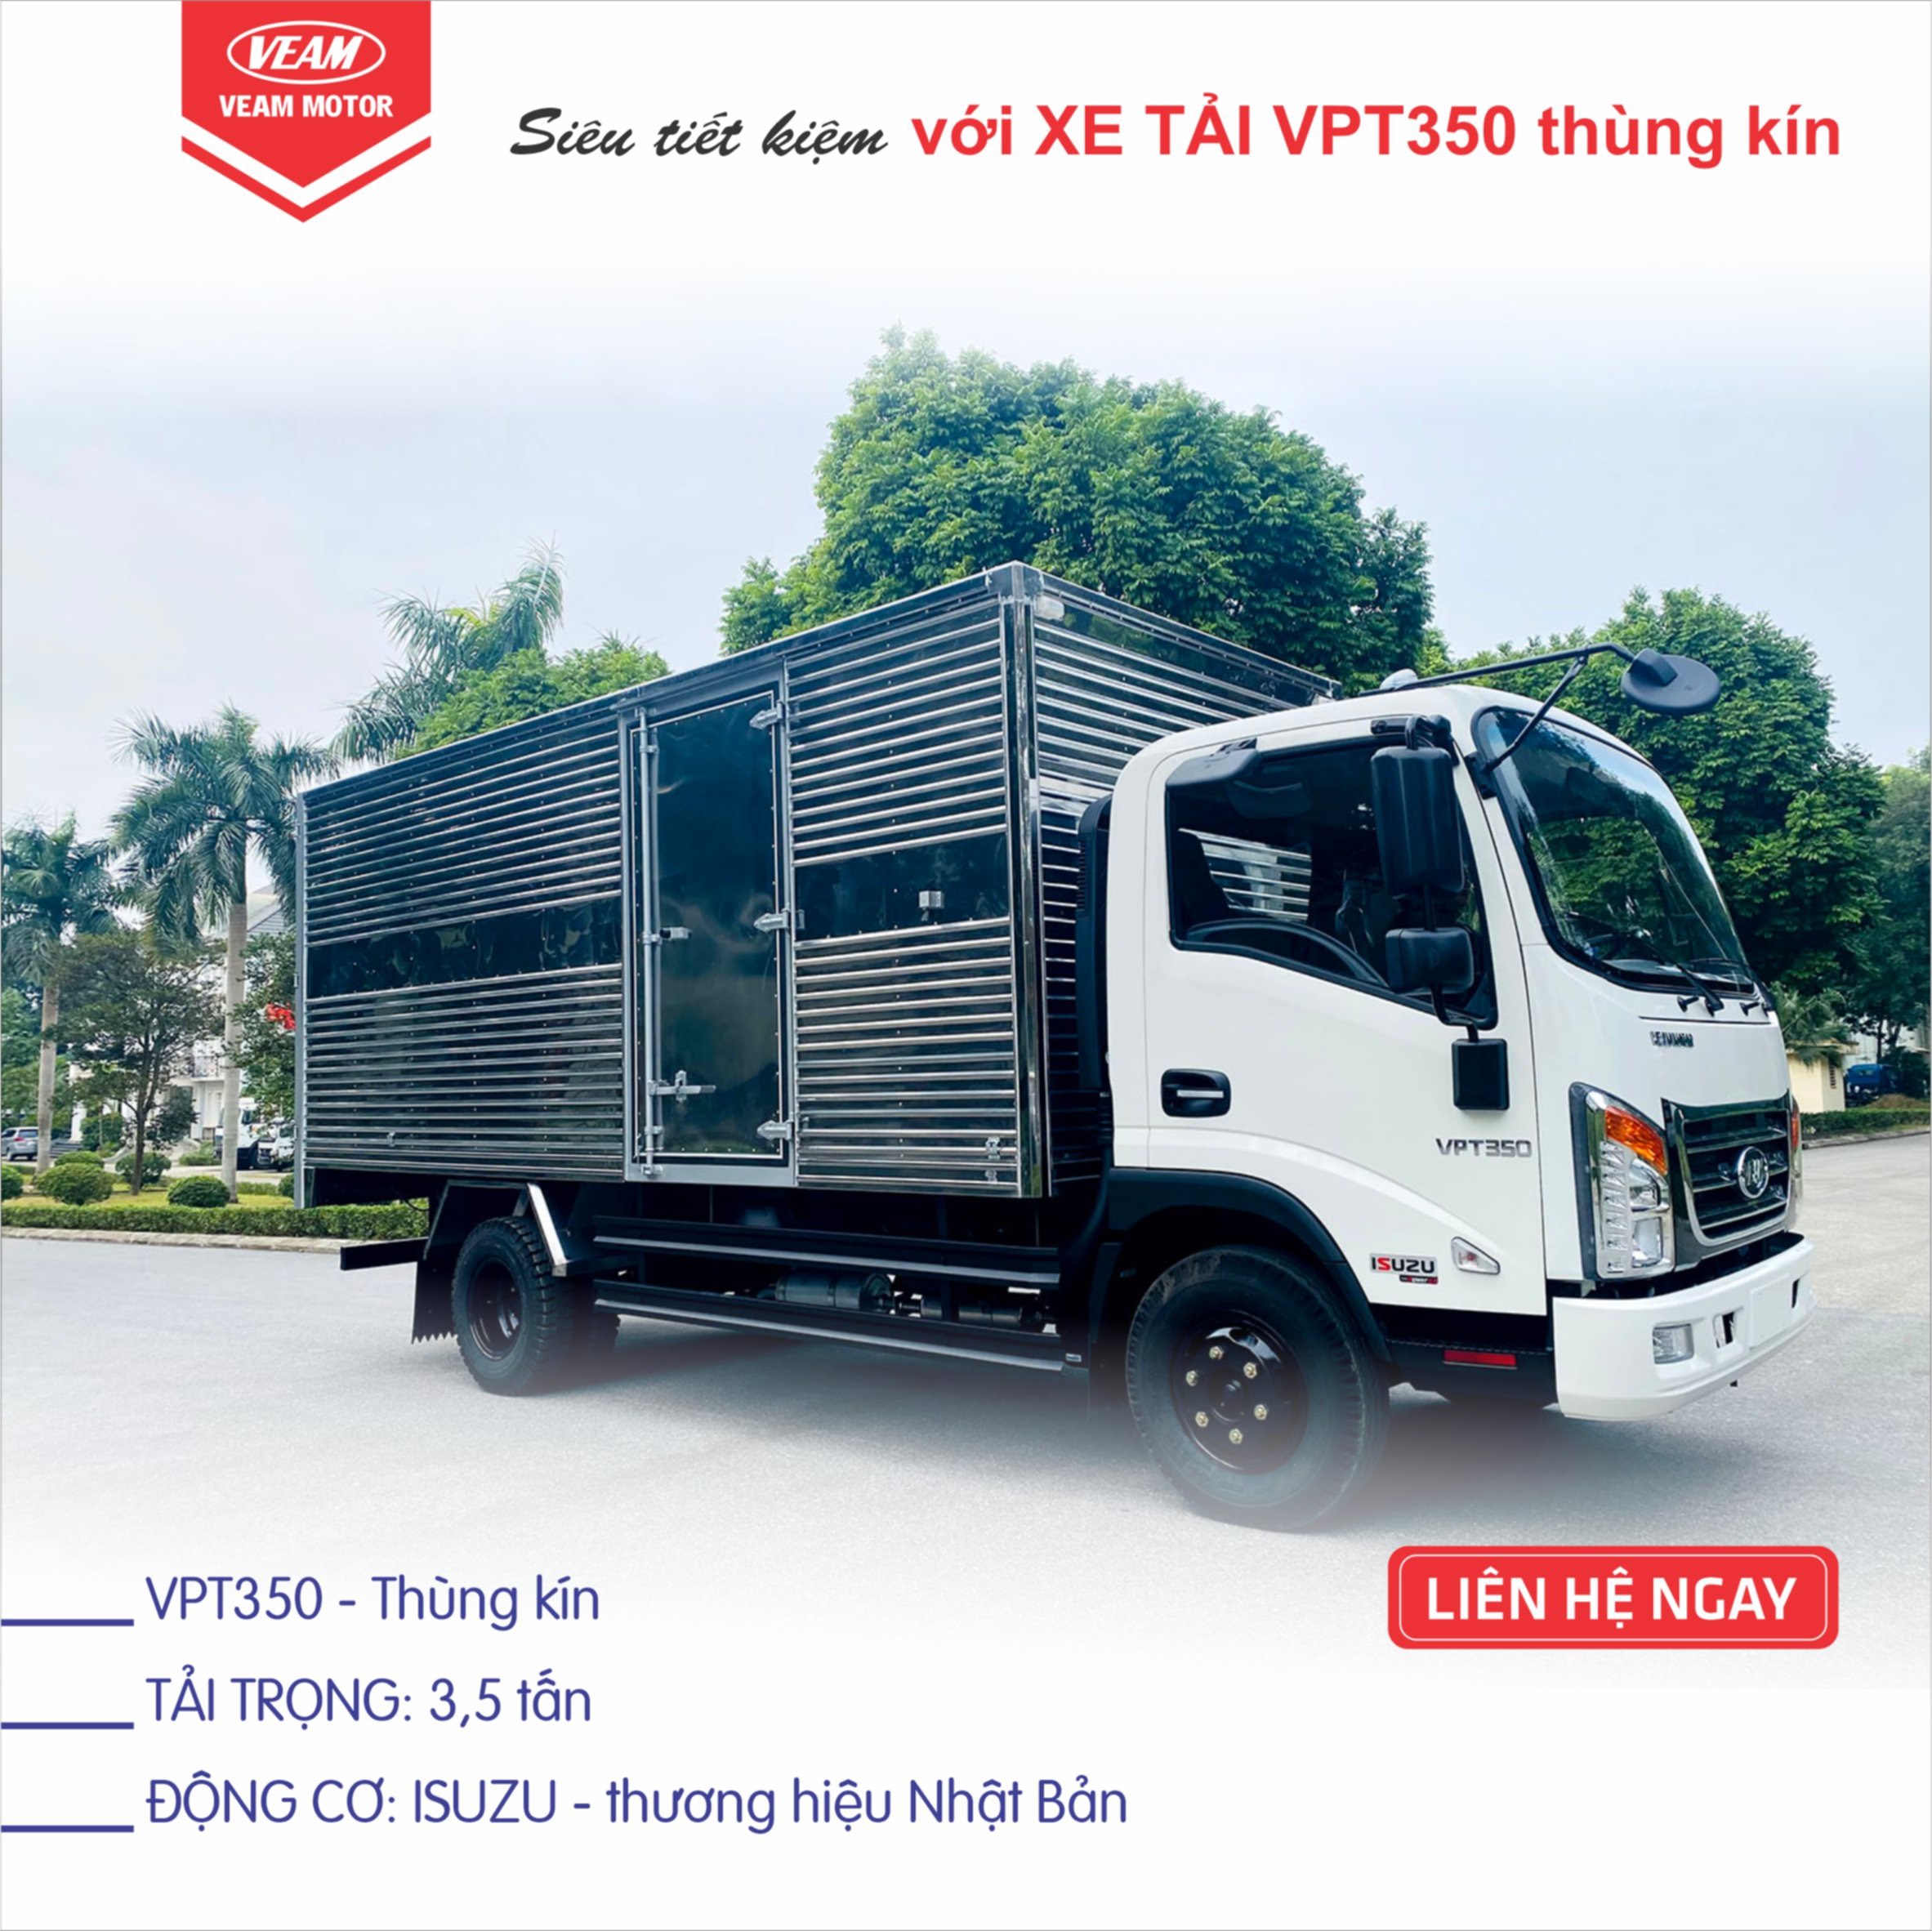 VEAM
VEAM MOTOR
Siêu tiết kiệm với XE TẢI VPT350 thùng kín
VPT350
ISUZU
LIÊN HỆ NGAY
VPT350 - Thùng kín
TẢI TRỌNG: 3,5 tấn
ĐỘNG CƠ: ISUZU - thương hiệu Nhật Bản